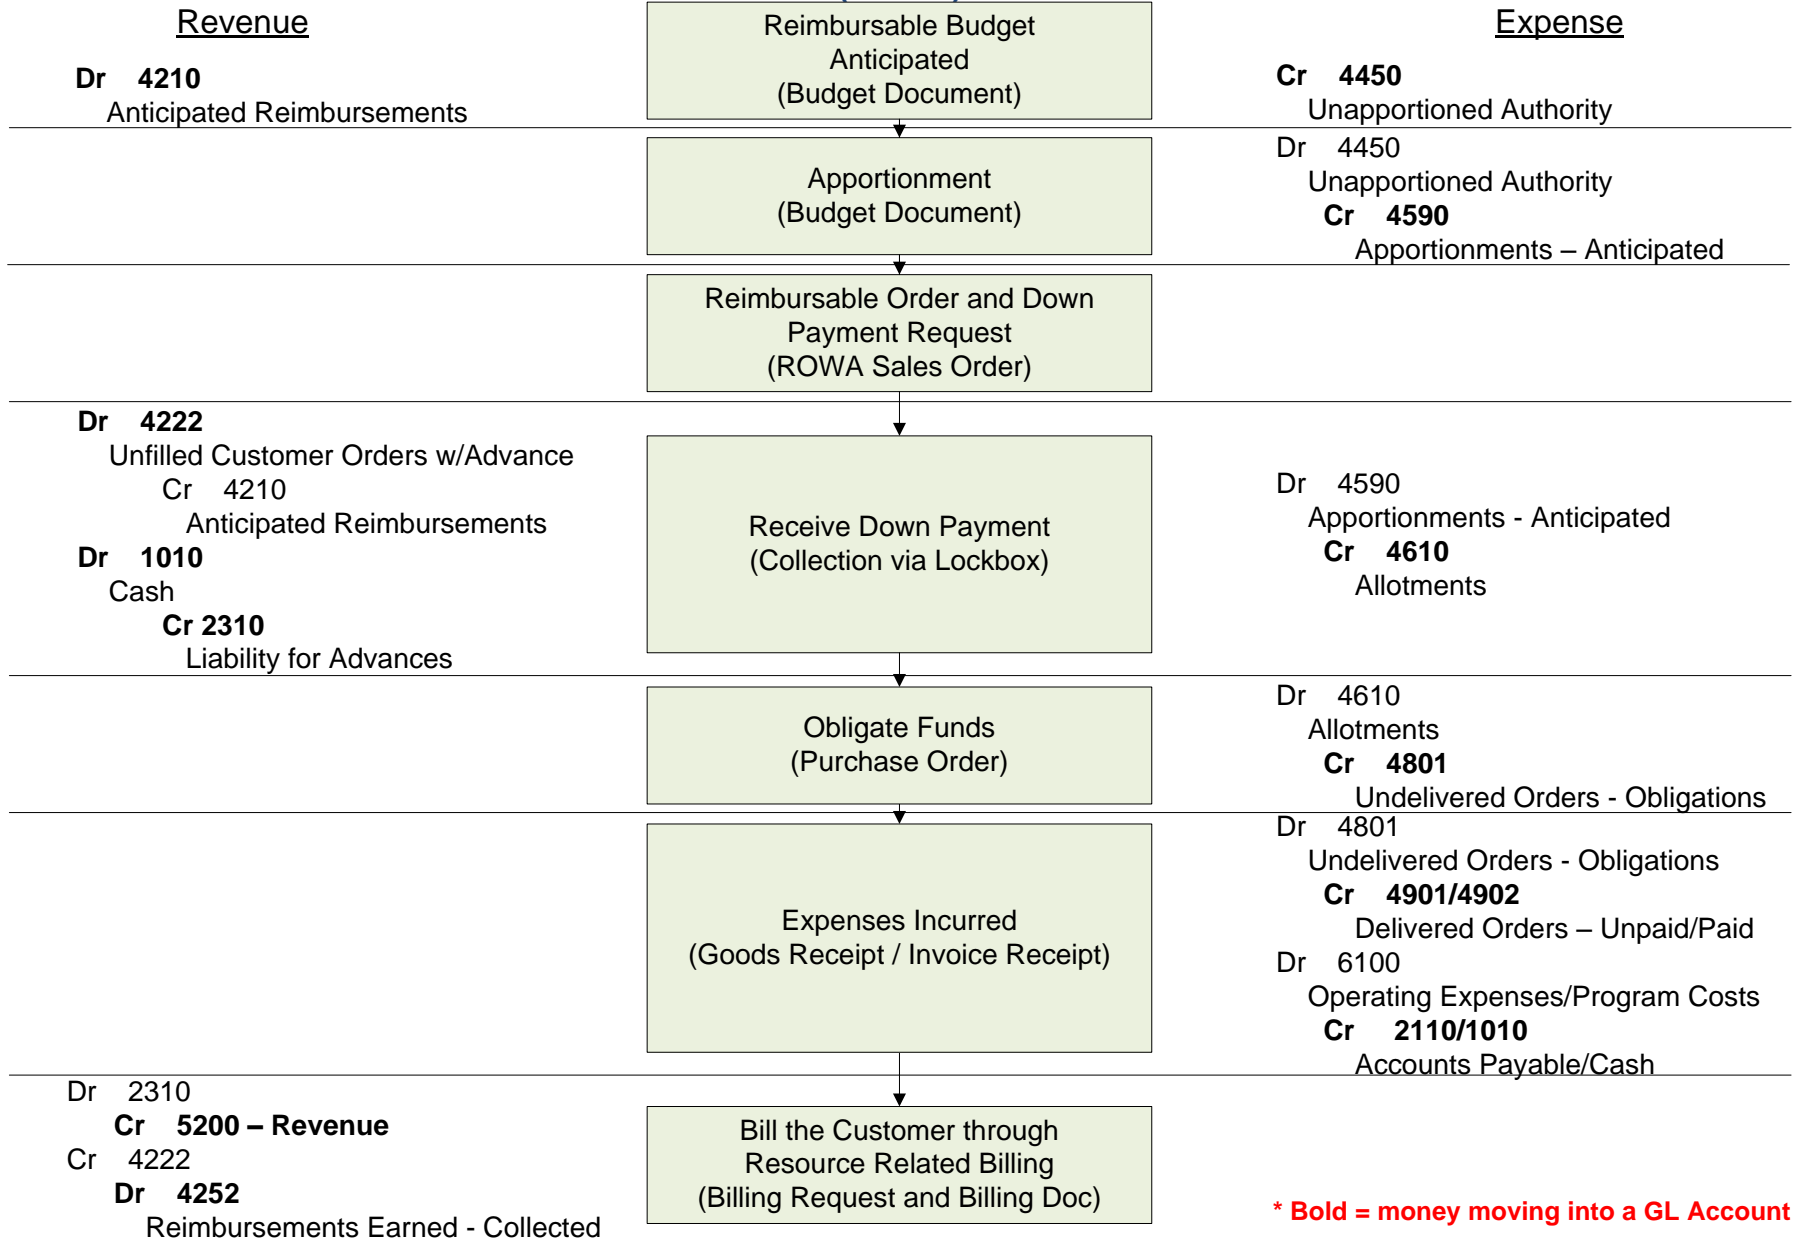 Revenue
Reimbursable Budget
Anticipated
(Budget Document)
Expense
Dr 4210
Anticipated Reimbursements
Cr 4450
Unapportioned Authority
Apportionment
(Budget Document)
Dr 4450
Unapportioned Authority
Cr 4590
Apportionments – Anticipated
Reimbursable Order and Down
Payment Request
(ROWA Sales Order)
Dr 4222
Unfilled Customer Orders w/Advance
Cr 4210
Anticipated Reimbursements
Dr 1010
Cash
Cr 2310
Liability for Advances
Receive Down Payment
(Collection via Lockbox)
Dr 4590
Apportionments - Anticipated
Cr 4610
Allotments
Obligate Funds
(Purchase Order)
Dr 4610
Allotments
Cr 4801
Undelivered Orders - Obligations
Expenses Incurred
(Goods Receipt / Invoice Receipt)
Dr 4801
Undelivered Orders - Obligations
Cr 4901/4902
Delivered Orders – Unpaid/Paid
Dr 6100
Operating Expenses/Program Costs
Cr 2110/1010
Accounts Payable/Cash
Dr 2310
Cr 5200 – Revenue
Cr 4222
Dr 4252
Reimbursements Earned - Collected
Bill the Customer through
Resource Related Billing
(Billing Request and Billing Doc)
* Bold = money moving into a GL Account